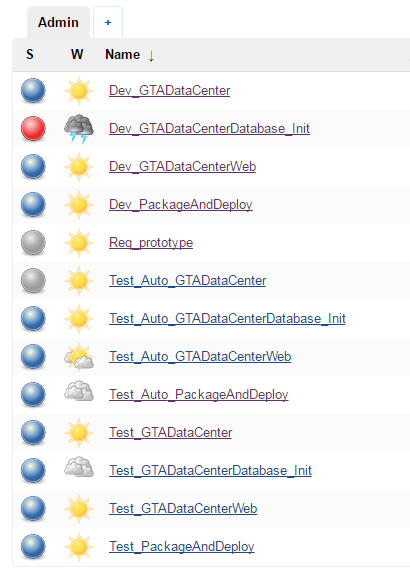 Admin +
S W Name ↓
Dev_GTADataCenter
Dev_GTADataCenterDatabase_Init
Dev_GTADataCenterWeb
Dev_PackageAndDeploy
Req_prototype
Test_Auto_GTADataCenter
Test_Auto_GTADataCenterDatabase_Init
Test_Auto_GTADataCenterWeb
Test_Auto_PackageAndDeploy
Test_GTADataCenter
Test_GTADataCenterDatabase_Init
Test_GTADataCenterWeb
Test_PackageAndDeploy